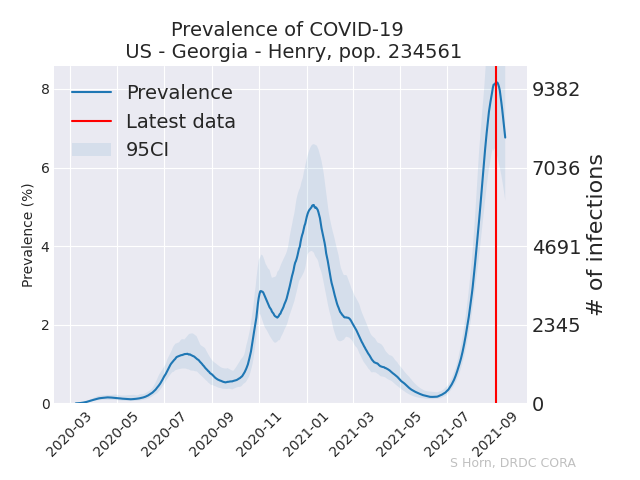 Prevalence of COVID-19
US - Georgia - Henry, pop. 234561
Prevalence
Latest data
95CI
Prevalence (%)
8
6
4
2
0
9382
7036
4691
2345
0
# of infections
2020-03
2020-05
2020-07
2020-09
2020-11
2021-01
2021-03
2021-05
2021-07
2021-09
S Horn, DRDC CORA